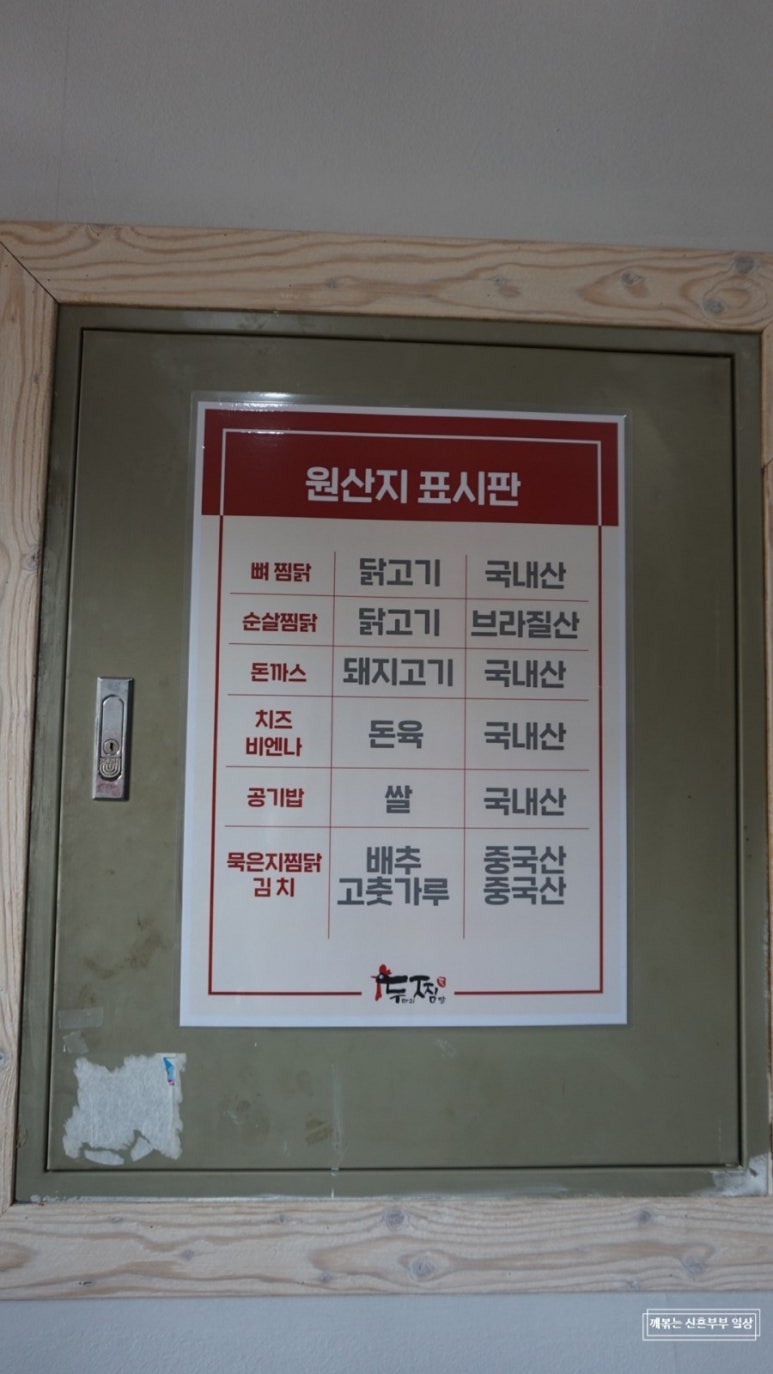 원산지 표시판
뼈 찜닭 닭고기 국내산
순살찜닭 닭고기 브라질산
돈까스 돼지고기 국내산
치즈
비엔나 돈육 국내산
공기밥 쌀 국내산
묵은지찜닭 배추 중국산
김치 고춧가루 중국산
두마리찜닭
깨볶는 신혼부부 일상